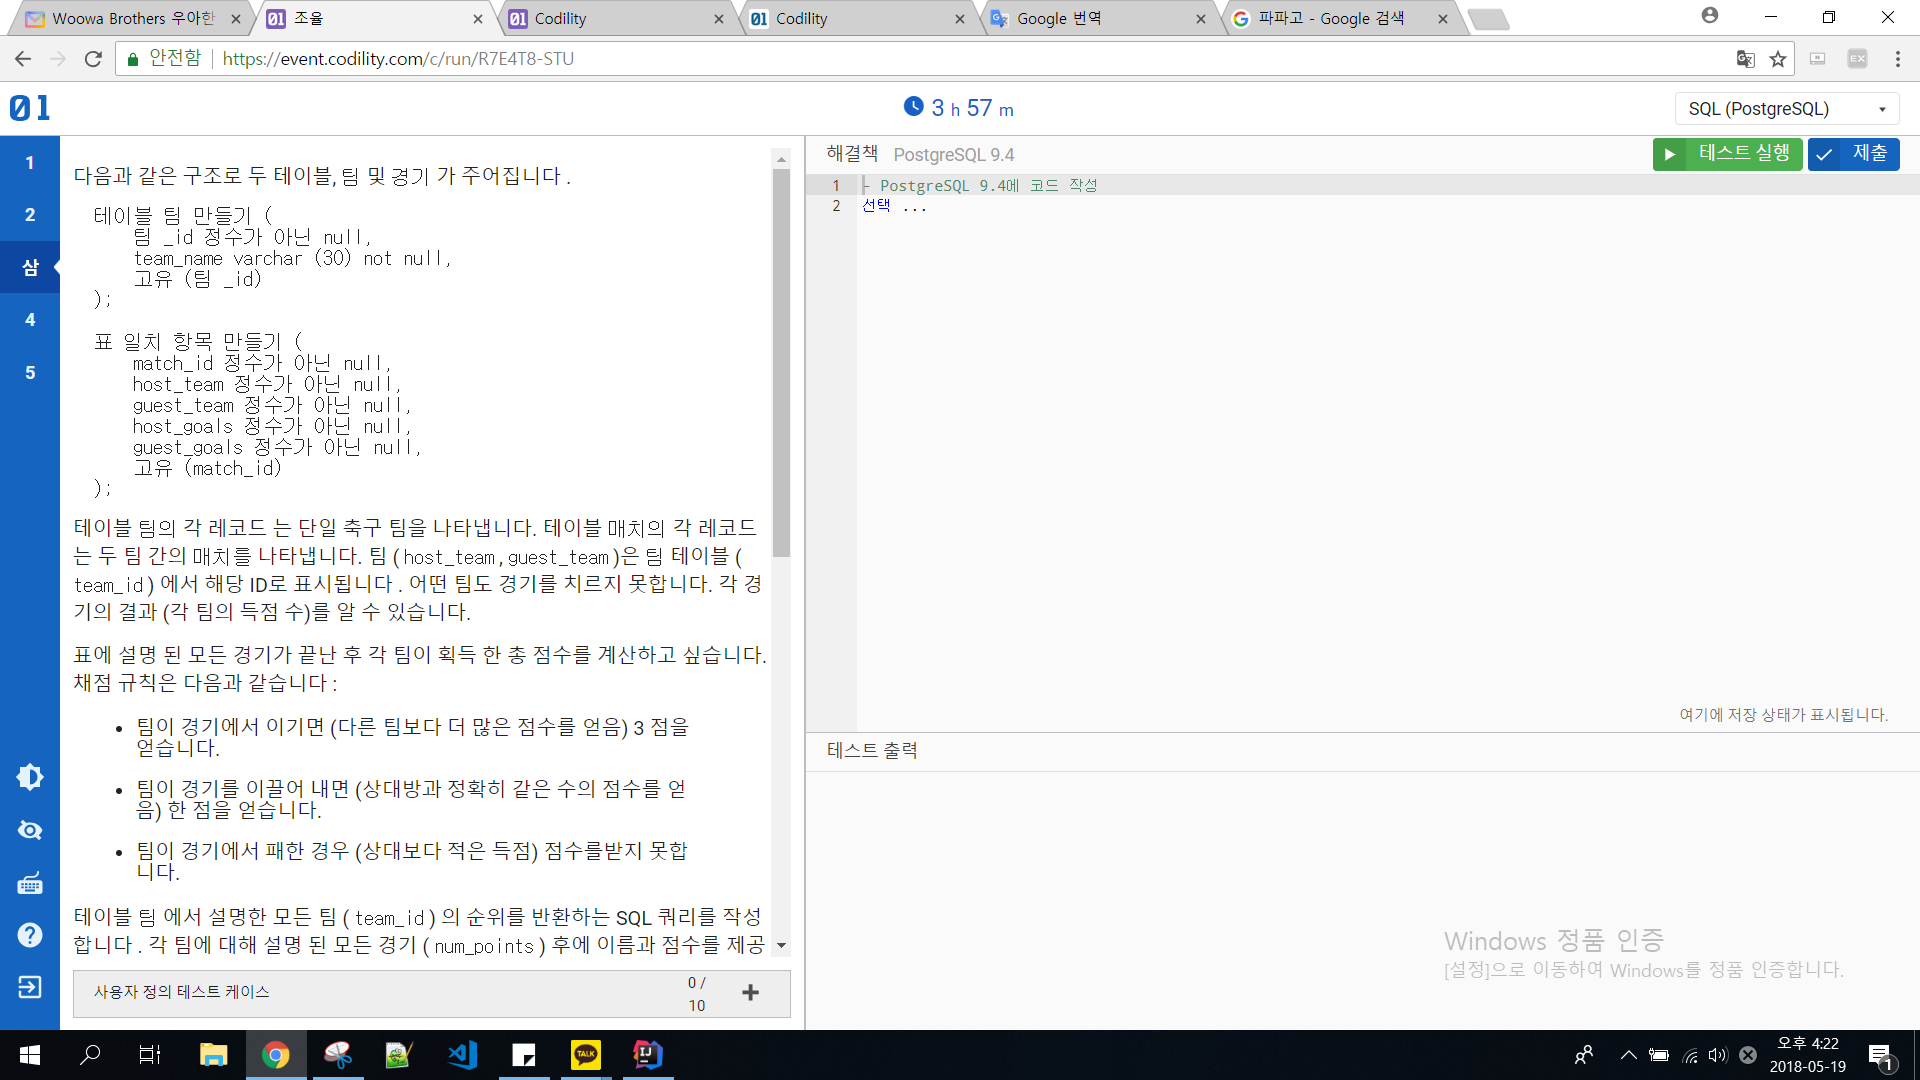 Woowa Brothers 우아한
조율
Codility
Codility
Google 번역
파파고 - Google 검색
안전함
https://event.codility.com/c/run/R7E4T8-STU
EX
01
3 h 57 m
SQL (PostgreSQL)
1
2
삼
4
5
다음과 같은 구조로 두 테이블, 팀 및 경기 가 주어집니다 .
테이블 팀 만들기 (
팀 _id 정수가 아닌 null,
team_name varchar (30) not null,
고유 (팀 _id)
);
표 일치 항목 만들기 (
match_id 정수가 아닌 null,
host_team 정수가 아닌 null,
guest_team 정수가 아닌 null,
host_goals 정수가 아닌 null,
guest_goals 정수가 아닌 null,
고유 (match_id)
);
테이블 팀의 각 레코드 는 단일 축구 팀을 나타냅니다. 테이블 매치의 각 레코드
는 두 팀 간의 매치를 나타냅니다. 팀 ( host_team , guest_team )은 팀 테이블 (
team_id ) 에서 해당 ID로 표시됩니다 . 어떤 팀도 경기를 치르지 못합니다. 각 경
기의 결과 (각 팀의 득점 수)를 알 수 있습니다.
표에 설명 된 모든 경기가 끝난 후 각 팀이 획득 한 총 점수를 계산하고 싶습니다.
채점 규칙은 다음과 같습니다 :
• 팀이 경기에서 이기면 (다른 팀보다 더 많은 점수를 얻음) 3 점을
얻습니다.
• 팀이 경기를 이끌어 내면 (상대방과 정확히 같은 수의 점수를 얻
음) 한 점을 얻습니다.
• 팀이 경기에서 패한 경우 (상대보다 적은 득점) 점수를받지 못합
니다.
테이블 팀 에서 설명한 모든 팀 ( team_id ) 의 순위를 반환하는 SQL 쿼리를 작성
합니다 . 각 팀에 대해 설명 된 모든 경기 ( num_points ) 후에 이름과 점수를 제공
사용자 정의 테스트 케이스
0 /
10
해결책 PostgreSQL 9.4
테스트 실행
제출
1 - PostgreSQL 9.4에 코드 작성
2 선택 ...
여기에 저장 상태가 표시됩니다.
테스트 출력
Windows 정품 인증
[설정]으로 이동하여 Windows를 정품 인증합니다.
TALK
IJ
오후 4:22
2018-05-19
1